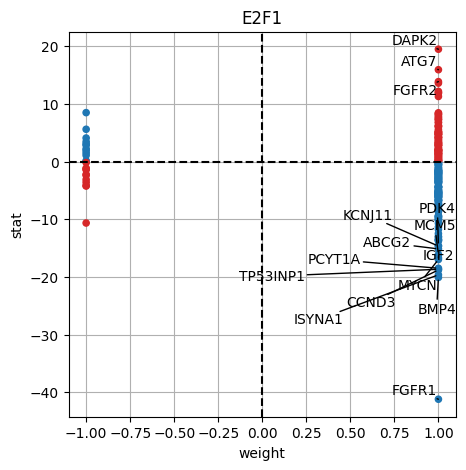 E2F1
DAPK2
ATG7
FGFR2
PDK4
KCNJ11
MCM5
ABCG2
IGF2
PCYT1A
TP53INP1
MYCN
CCND3
BMP4
ISYNA1
FGFR1
20
10
0
−10
−20
−30
−40
stat
−1.00 −0.75 −0.50 −0.25 0.00 0.25 0.50 0.75 1.00
weight